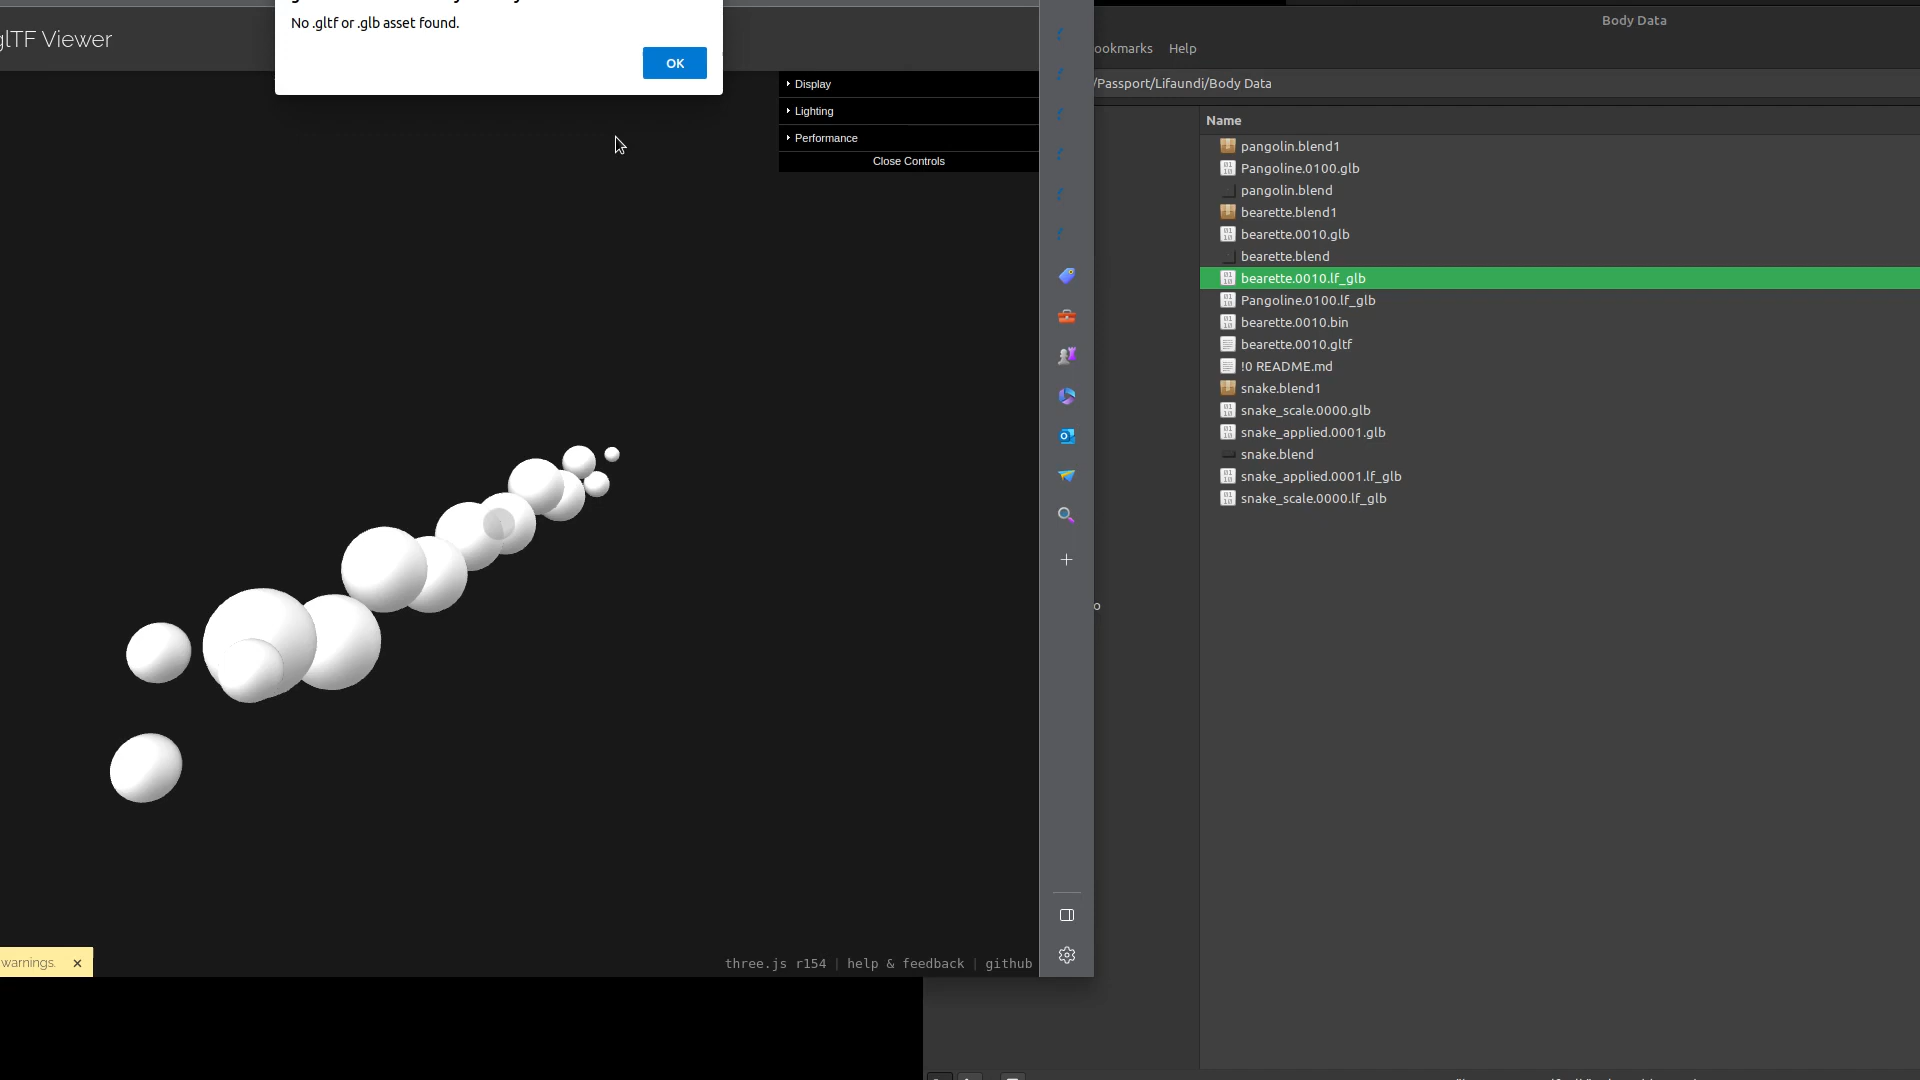 glTF Viewer
No .gltf or .glb asset found.
OK
Display
Lighting
Performance
Close Controls
warnings.
three.js r154 | help & feedback | github
Body Data
ookmarks Help
/Passport/Lifaundi/Body Data
Name
pangolin.blend1
Pangoline.0100.glb
pangolin.blend
bearette.blend1
bearette.0010.glb
bearette.blend
bearette.0010.lf_glb
Pangoline.0100.lf_glb
bearette.0010.bin
bearette.0010.gltf
!0 README.md
snake.blend1
snake_scale.0000.glb
snake_applied.0001.glb
snake.blend
snake_applied.0001.lf_glb
snake_scale.0000.lf_glb
o